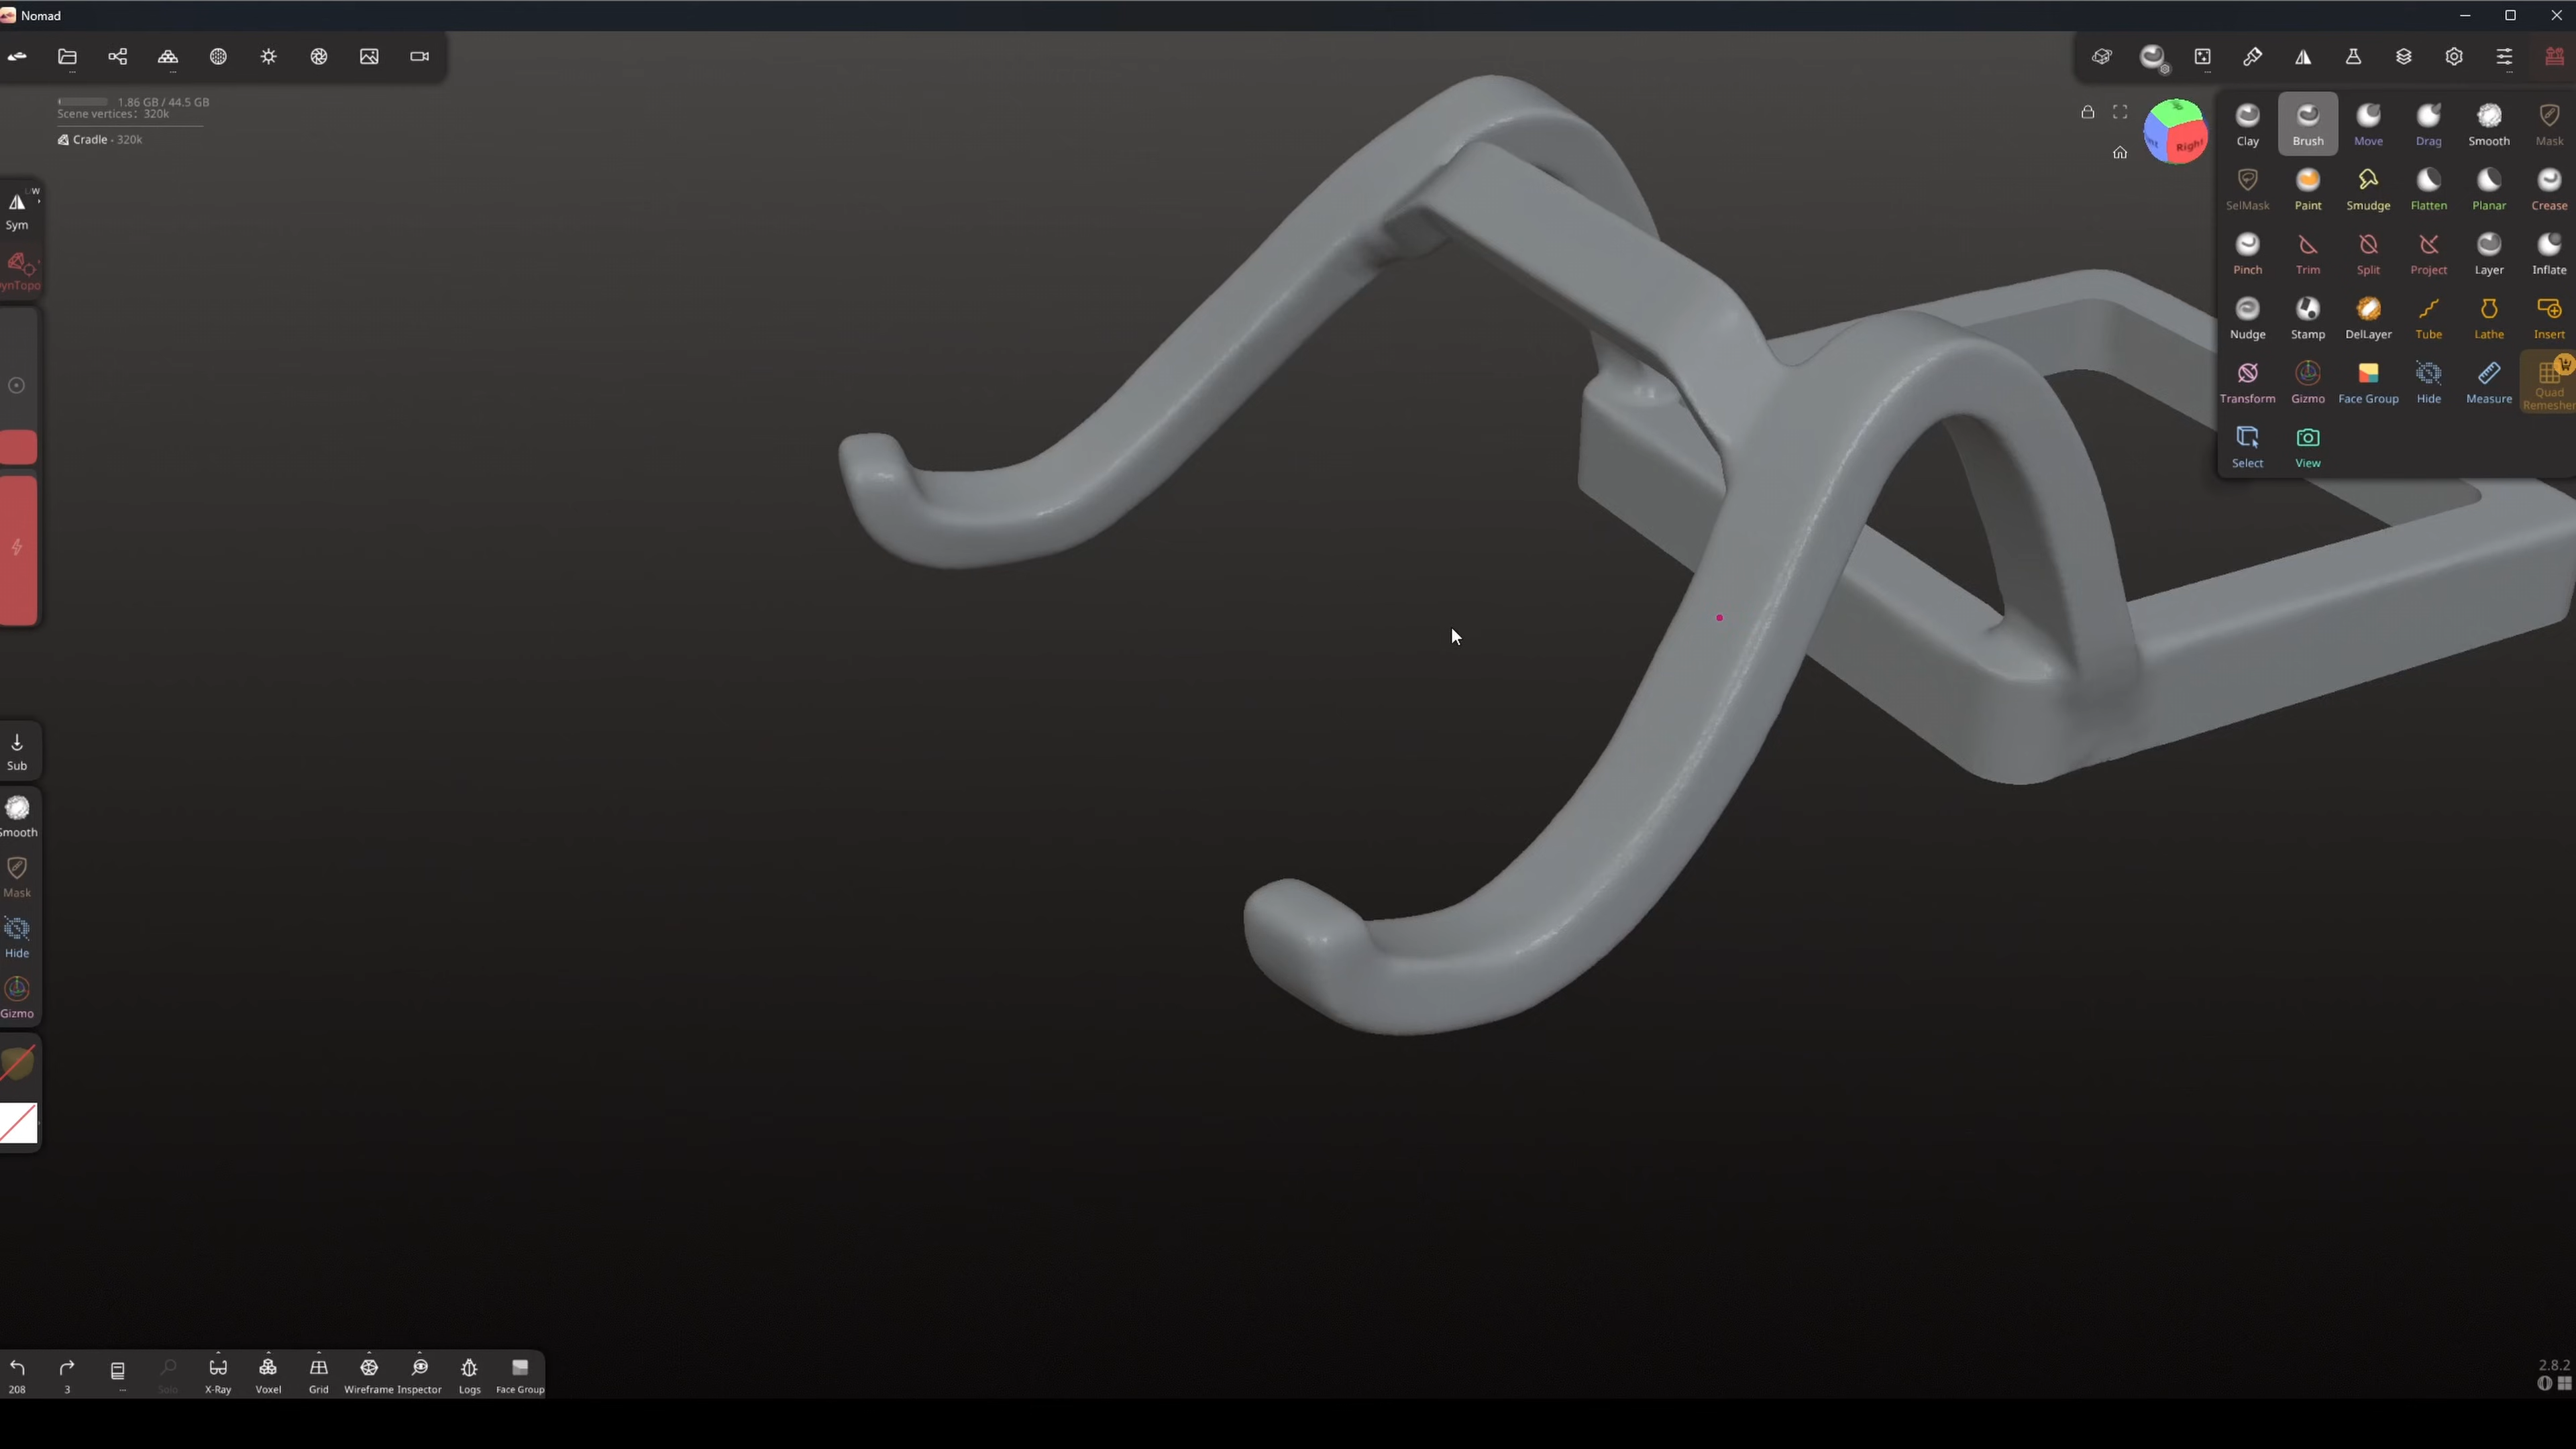 Nomad
1.86 GB / 44.5 GB
Scene vertices: 320k
Cradle - 320k
Right
Clay
Brush
Move
Drag
Smooth
Mask
SelMask
Paint
Smudge
Flatten
Planar
Crease
Pinch
Trim
Split
Project
Layer
Inflate
Nudge
Stamp
DelLayer
Tube
Lathe
Insert
Transform
Gizmo
Face Group
Hide
Measure
Quad
Remesher
Select
View
Sym
ynTopo
Sub
Smooth
Mask
Hide
Gizmo
208
3
...
Solo
X-Ray
Voxel
Grid
Wireframe
Inspector
Logs
Face Group
2.8.2